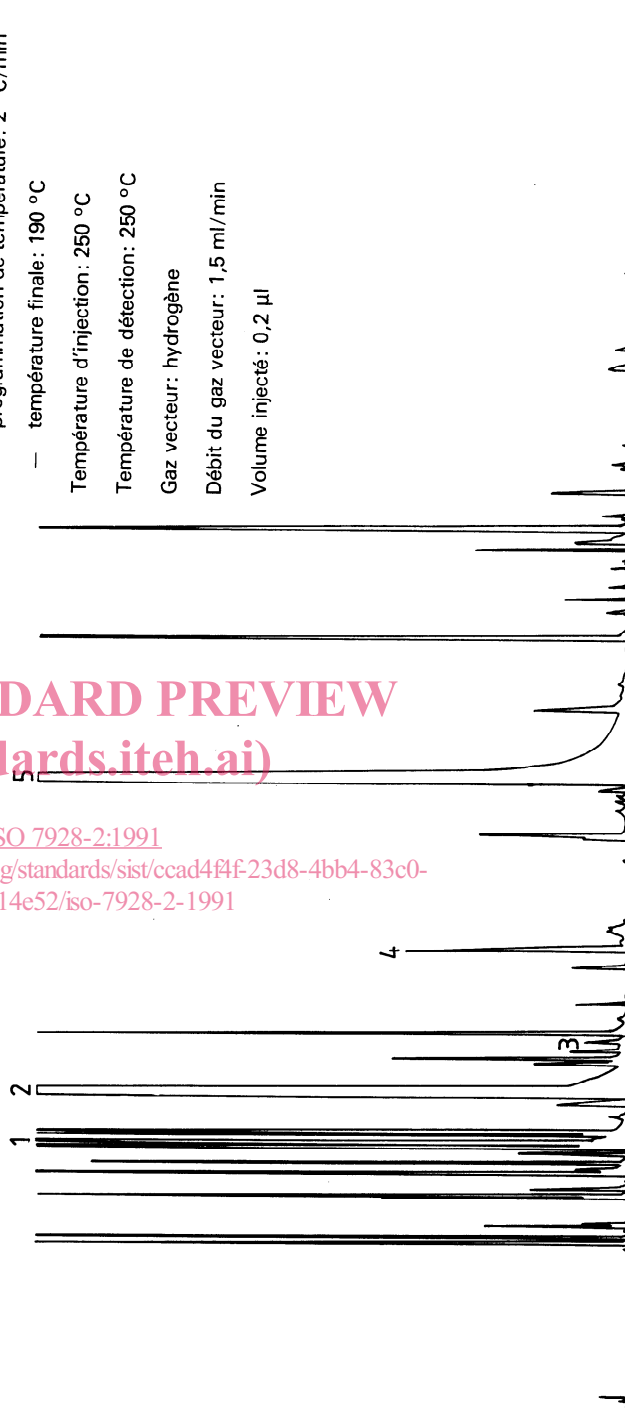 — température finale: 190 °C
Température d'injection: 250 °C
Température de détection: 250 °C
Gaz vecteur: hydrogène
Débit du gaz vecteur: 1,5 ml/min
Volume injecté: 0,2 µl
DARD PREVIEW
dards.iteh.ai)
SO 7928-2:1991
g/standards/sist/ccad4f4f-23d8-4bb4-83c0-
14e52/iso-7928-2-1991
5
4
3
2
1